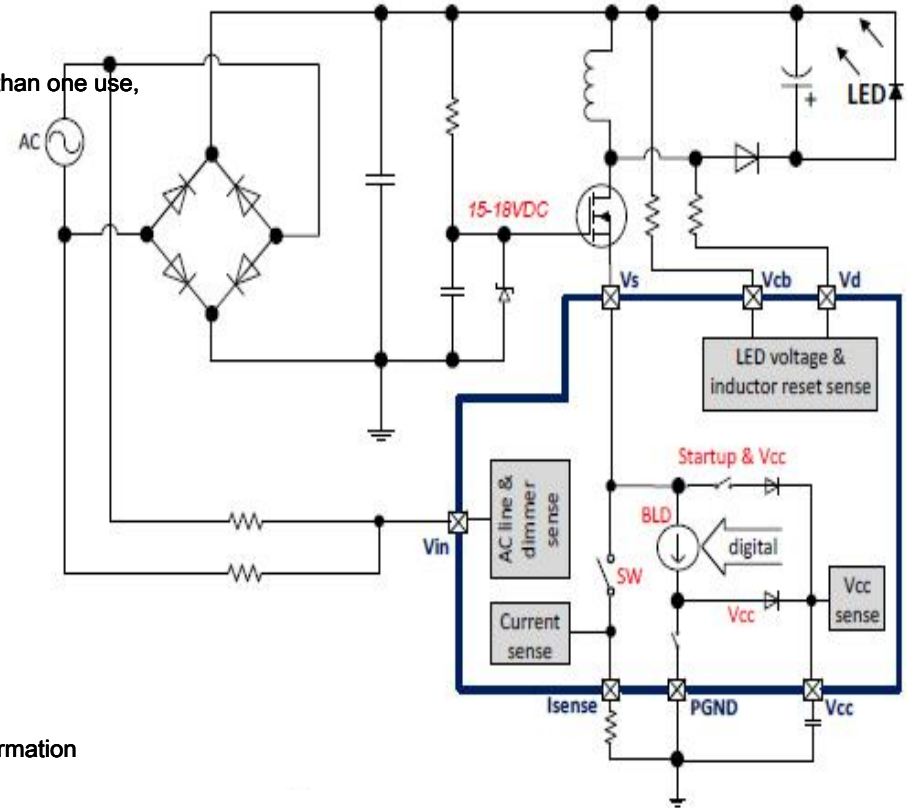 than one use,
AC
LED
+
15-18VDC
Vs
Vcb
Vd
LED voltage &
inductor reset sense
Startup & Vcc
AC line &
dimmer
sense
BLD
digital
Vin
SW
Vcc
Vcc
sense
Current
sense
Isense
PGND
Vcc
rmation